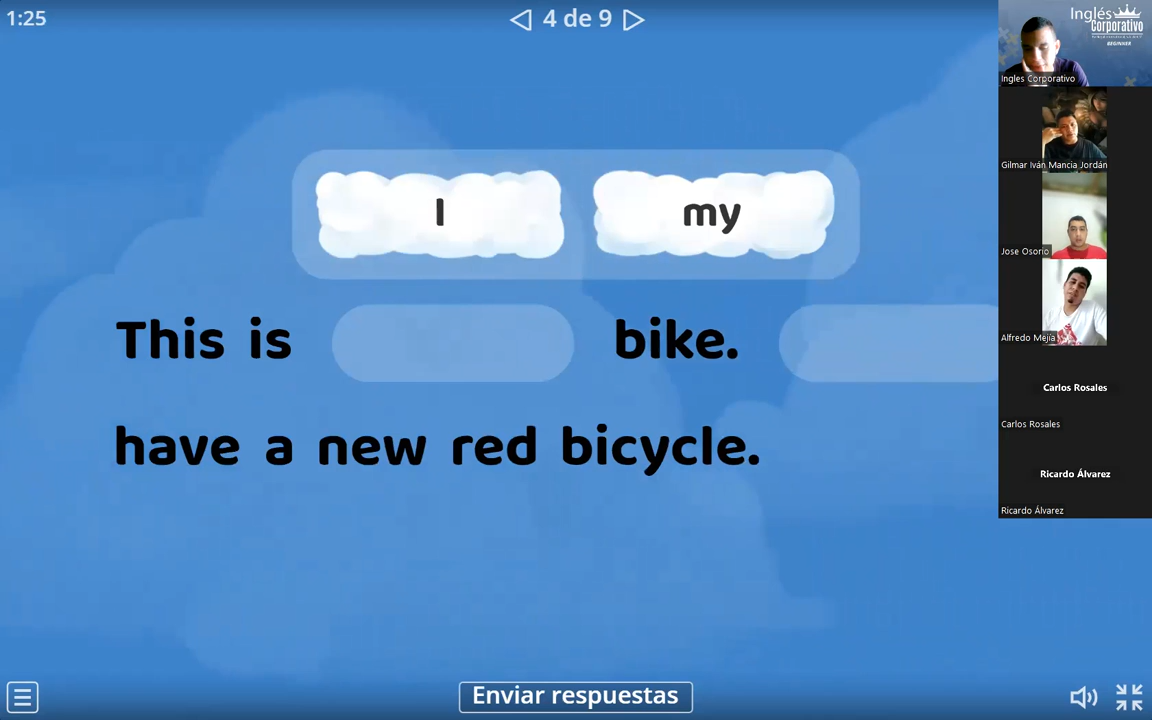 1:25
4 de 9
I
my
This is bike.
have a new red bicycle.
Enviar respuestas
Inglés
Corporativo
BEGINNER
Ingles Corporativo
Gilmar Iván Mancia Jordán
Jose Osorio
Alfredo Mejia
Carlos Rosales
Carlos Rosales
Ricardo Álvarez
Ricardo Álvarez